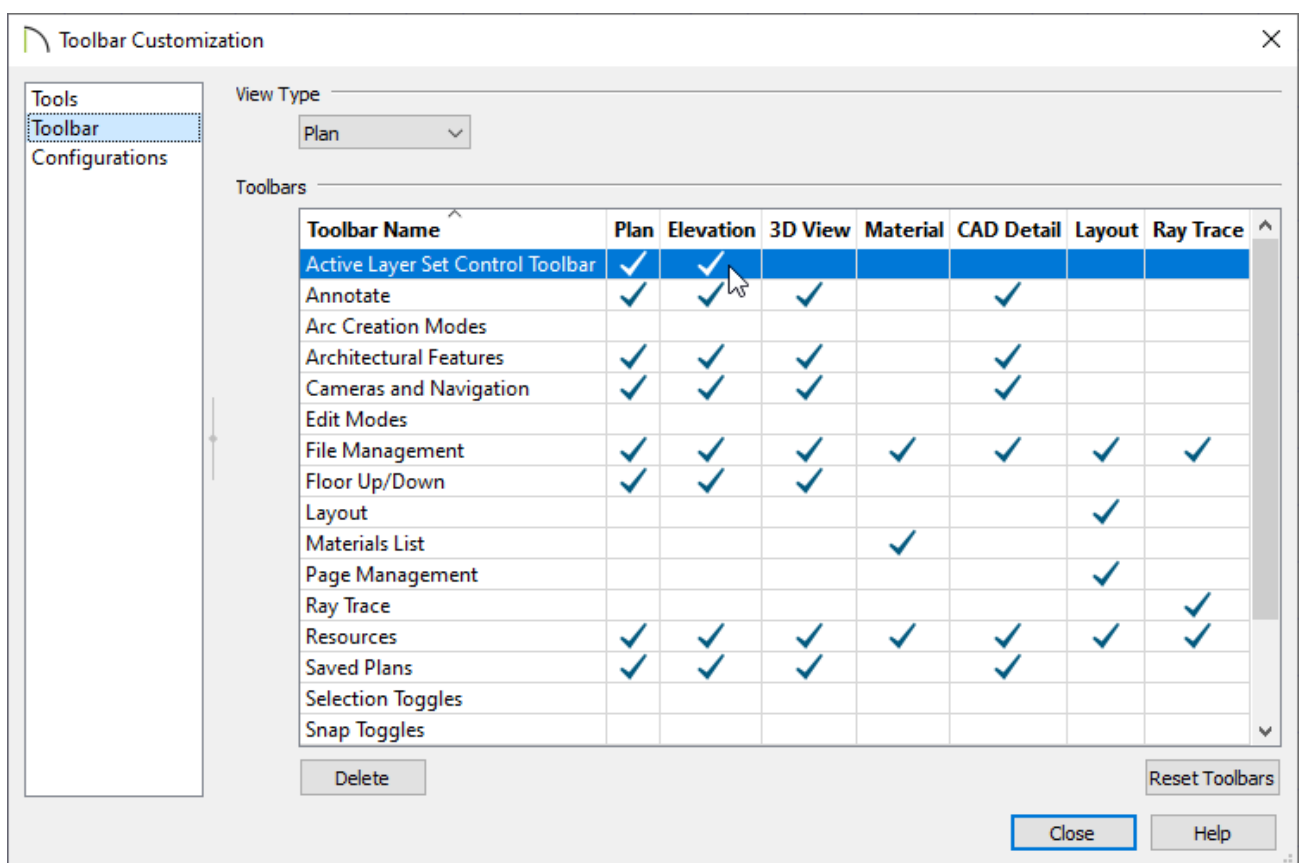 Toolbar Customization
Tools
Toolbar
Configurations
View Type
Plan
Toolbars
Toolbar Name Plan Elevation 3D View Material CAD Detail Layout Ray Trace
Active Layer Set Control Toolbar
Annotate
Arc Creation Modes
Architectural Features
Cameras and Navigation
Edit Modes
File Management
Floor Up/Down
Layout
Materials List
Page Management
Ray Trace
Resources
Saved Plans
Selection Toggles
Snap Toggles
Delete Reset Toolbars
Close Help